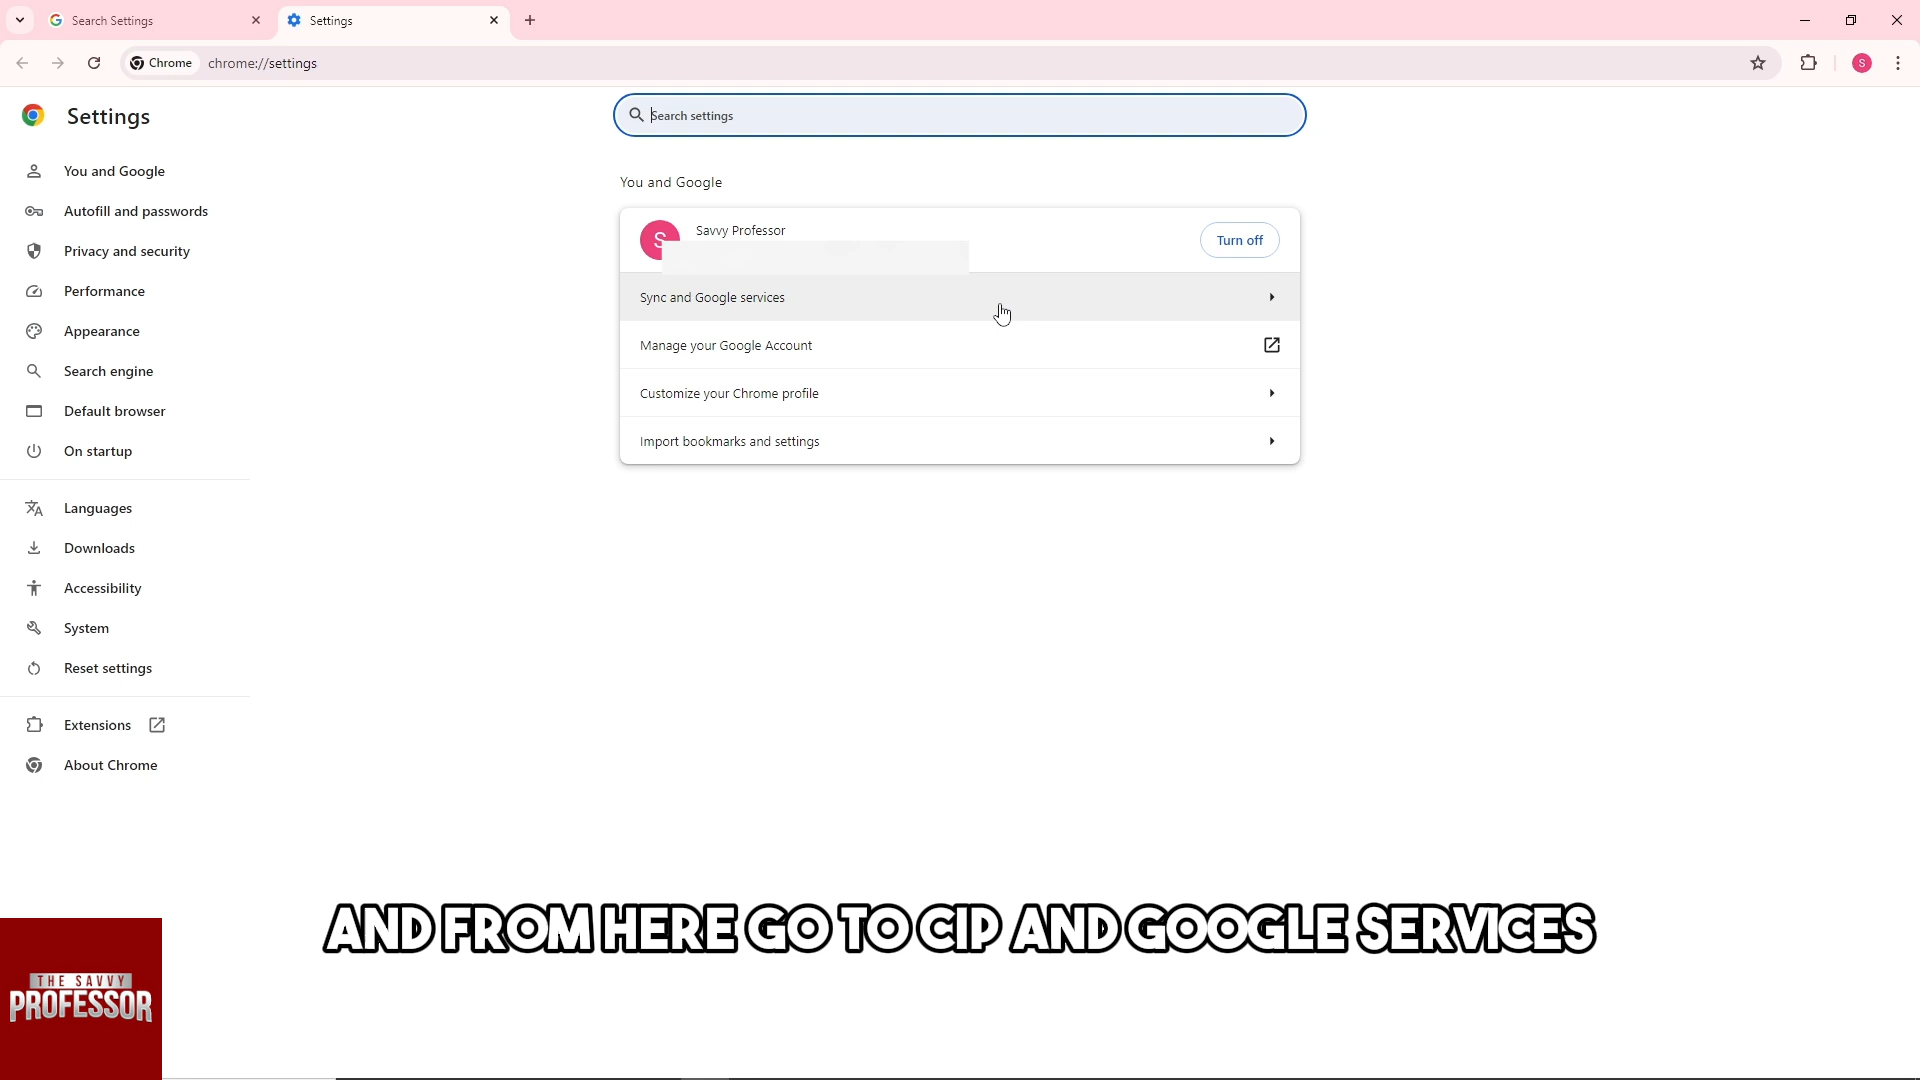 Search Settings
Settings
Chrome
chrome://settings
S
Settings
Search settings
You and Google
Autofill and passwords
Privacy and security
Performance
Appearance
Search engine
Default browser
On startup
Languages
Downloads
Accessibility
System
Reset settings
Extensions
About Chrome
You and Google
S
Savvy Professor
Turn off
Sync and Google services
Manage your Google Account
Customize your Chrome profile
Import bookmarks and settings
AND FROM HERE GO TO CIP AND GOOGLE SERVICES
THE SAVVY
PROFESSOR